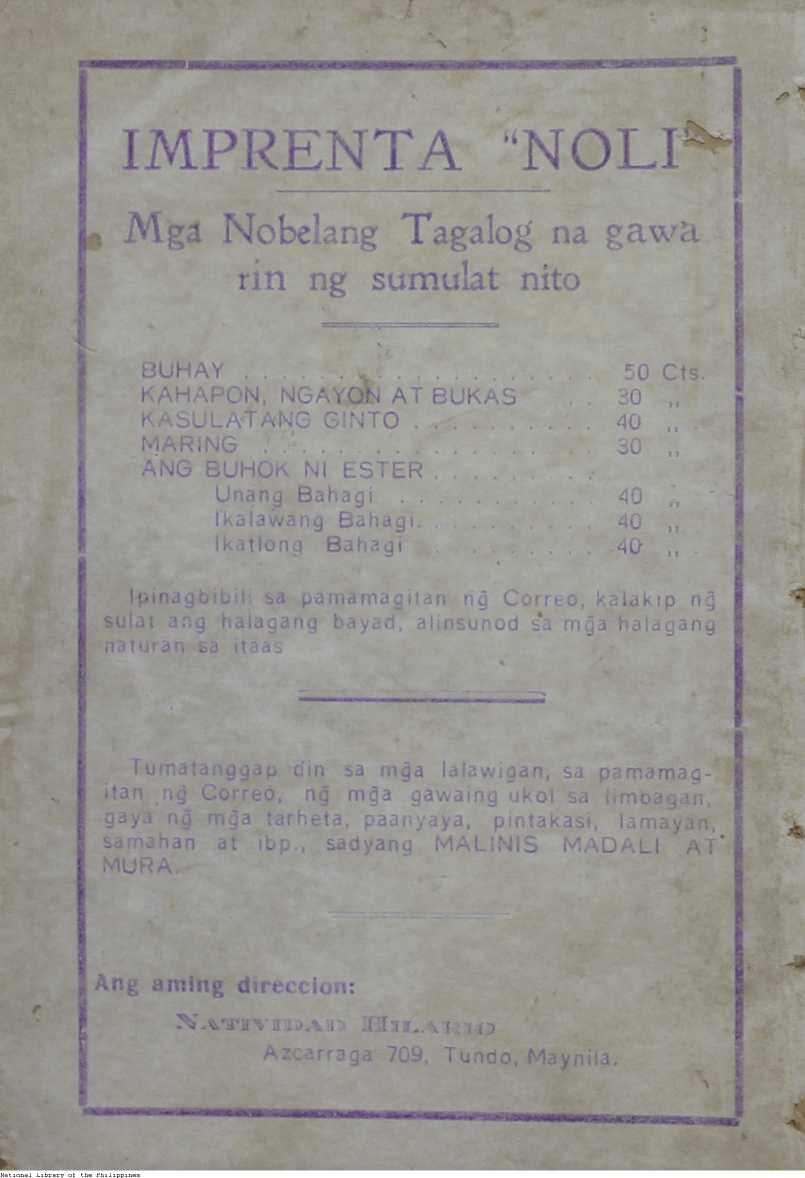 IMPRENTA "NOLI"
Mga Nobelang Tagalog na gawa
rin ng sumulat nito
BUHAY . . . . . . . . . . . . . . . . . . . 50 Cts.
KAHAPON, NGAYON AT BUKAS . . 30 „
KASULATANG GINTO . . . . . . . . . . 40 „
MARING . . . . . . . . . . . . . . . . . . 30 „
ANG BUHOK NI ESTER . . . . . . . . .
Unang Bahagi . . . . . . . . . . . 40 „
Ikalawang Bahagi. . . . . . . . . . 40 „
Ikatlong Bahagi . . . . . . . . . 40 „
Ipinagbibili sa pamamagitan ng̃ Correo, kalakip ng̃
sulat ang halagang bayad, alinsunod sa mg̃a halagang
naturan sa itaas
Tumatanggap din sa mg̃a lalawigan, sa pamamag-
itan ng̃ Correo, ng̃ mg̃a gawaing ukol sa limbagan,
gaya ng̃ mg̃a tarheta, paanyaya, pintakasi, lamayan,
samahan at ibp., sadyang MALINIS MADALI AT
MURA.
Ang aming direccion:
NATIVIDAD HILARIO
Azcarraga 709, Tundo, Maynila.
National Library of the Philippines